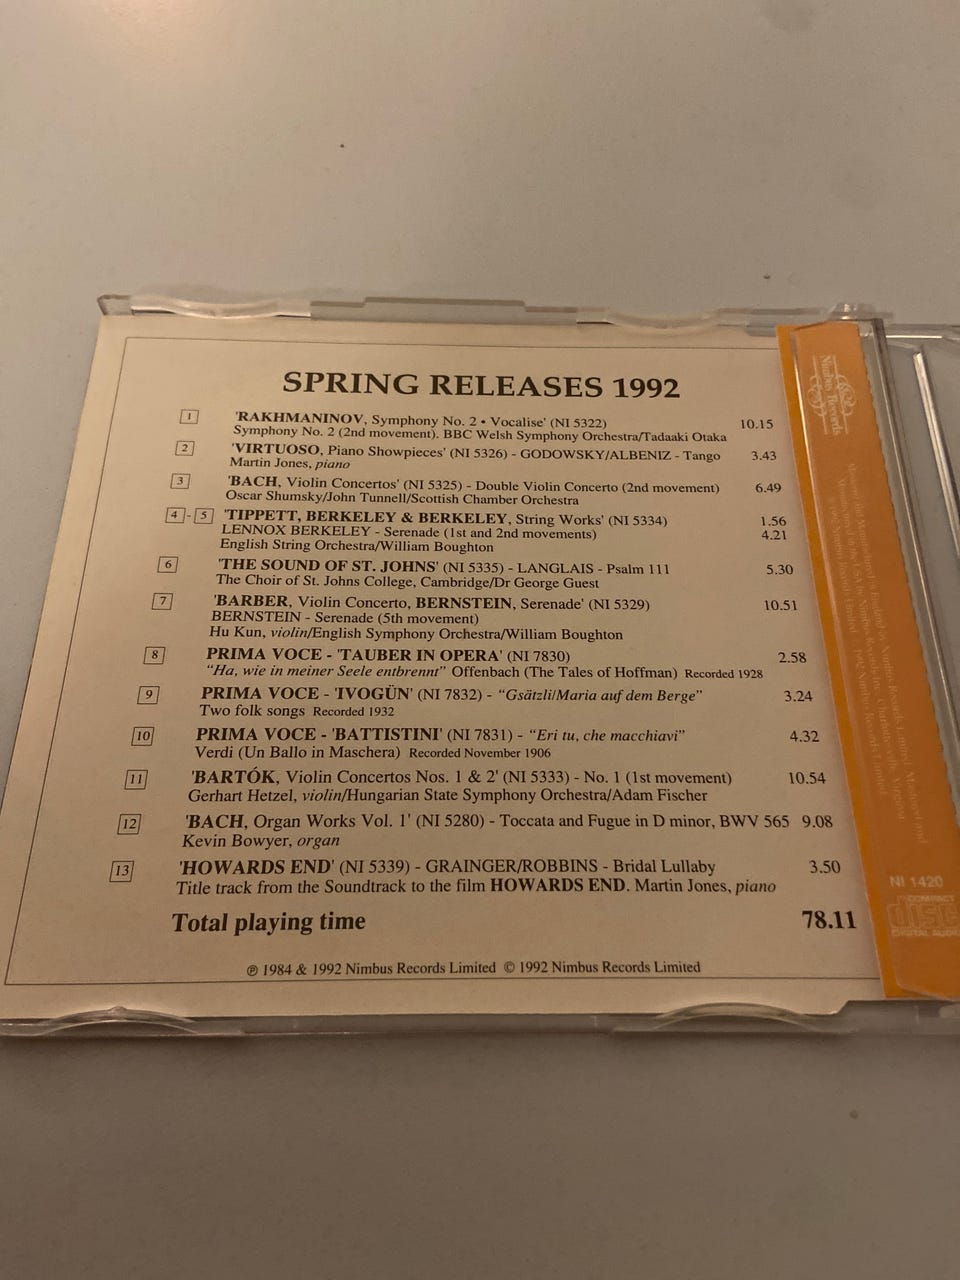 SPRING RELEASES 1992
1 'RAKHMANINOV, Symphony No. 2 • Vocalise' (NI 5322) 10.15
Symphony No. 2 (2nd movement). BBC Welsh Symphony Orchestra/Tadaaki Otaka
2 'VIRTUOSO, Piano Showpieces' (NI 5326) - GODOWSKY/ALBENIZ - Tango 3.43
Martin Jones, piano
3 'BACH, Violin Concertos' (NI 5325) - Double Violin Concerto (2nd movement) 6.49
Oscar Shumsky/John Tunnell/Scottish Chamber Orchestra
4 - 5 'TIPPETT, BERKELEY & BERKELEY, String Works' (NI 5334) 1.56
LENNOX BERKELEY - Serenade (1st and 2nd movements) 4.21
English String Orchestra/William Boughton
6 'THE SOUND OF ST. JOHNS' (NI 5335) - LANGLAIS - Psalm 111 5.30
The Choir of St. Johns College, Cambridge/Dr George Guest
7 'BARBER, Violin Concerto, BERNSTEIN, Serenade' (NI 5329) 10.51
BERNSTEIN - Serenade (5th movement)
Hu Kun, violin/English Symphony Orchestra/William Boughton
8 PRIMA VOCE - 'TAUBER IN OPERA' (NI 7830) 2.58
"Ha, wie in meiner Seele entbrennt" Offenbach (The Tales of Hoffman) Recorded 1928
9 PRIMA VOCE - 'IVOGÜN' (NI 7832) - "Gsätzli/Maria auf dem Berge" 3.24
Two folk songs Recorded 1932
10 PRIMA VOCE - 'BATTISTINI' (NI 7831) - "Eri tu, che macchiavi" 4.32
Verdi (Un Ballo in Maschera) Recorded November 1906
11 'BARTÓK, Violin Concertos Nos. 1 & 2' (NI 5333) - No. 1 (1st movement) 10.54
Gerhart Hetzel, violin/Hungarian State Symphony Orchestra/Adam Fischer
12 'BACH, Organ Works Vol. 1' (NI 5280) - Toccata and Fugue in D minor, BWV 565 9.08
Kevin Bowyer, organ
13 'HOWARDS END' (NI 5339) - GRAINGER/ROBBINS - Bridal Lullaby 3.50
Title track from the Soundtrack to the film HOWARDS END. Martin Jones, piano
Total playing time 78.11
℗ 1984 & 1992 Nimbus Records Limited © 1992 Nimbus Records Limited
Nimbus
Records
NI 1420
COMPACT
disc
DIGITAL AUDIO